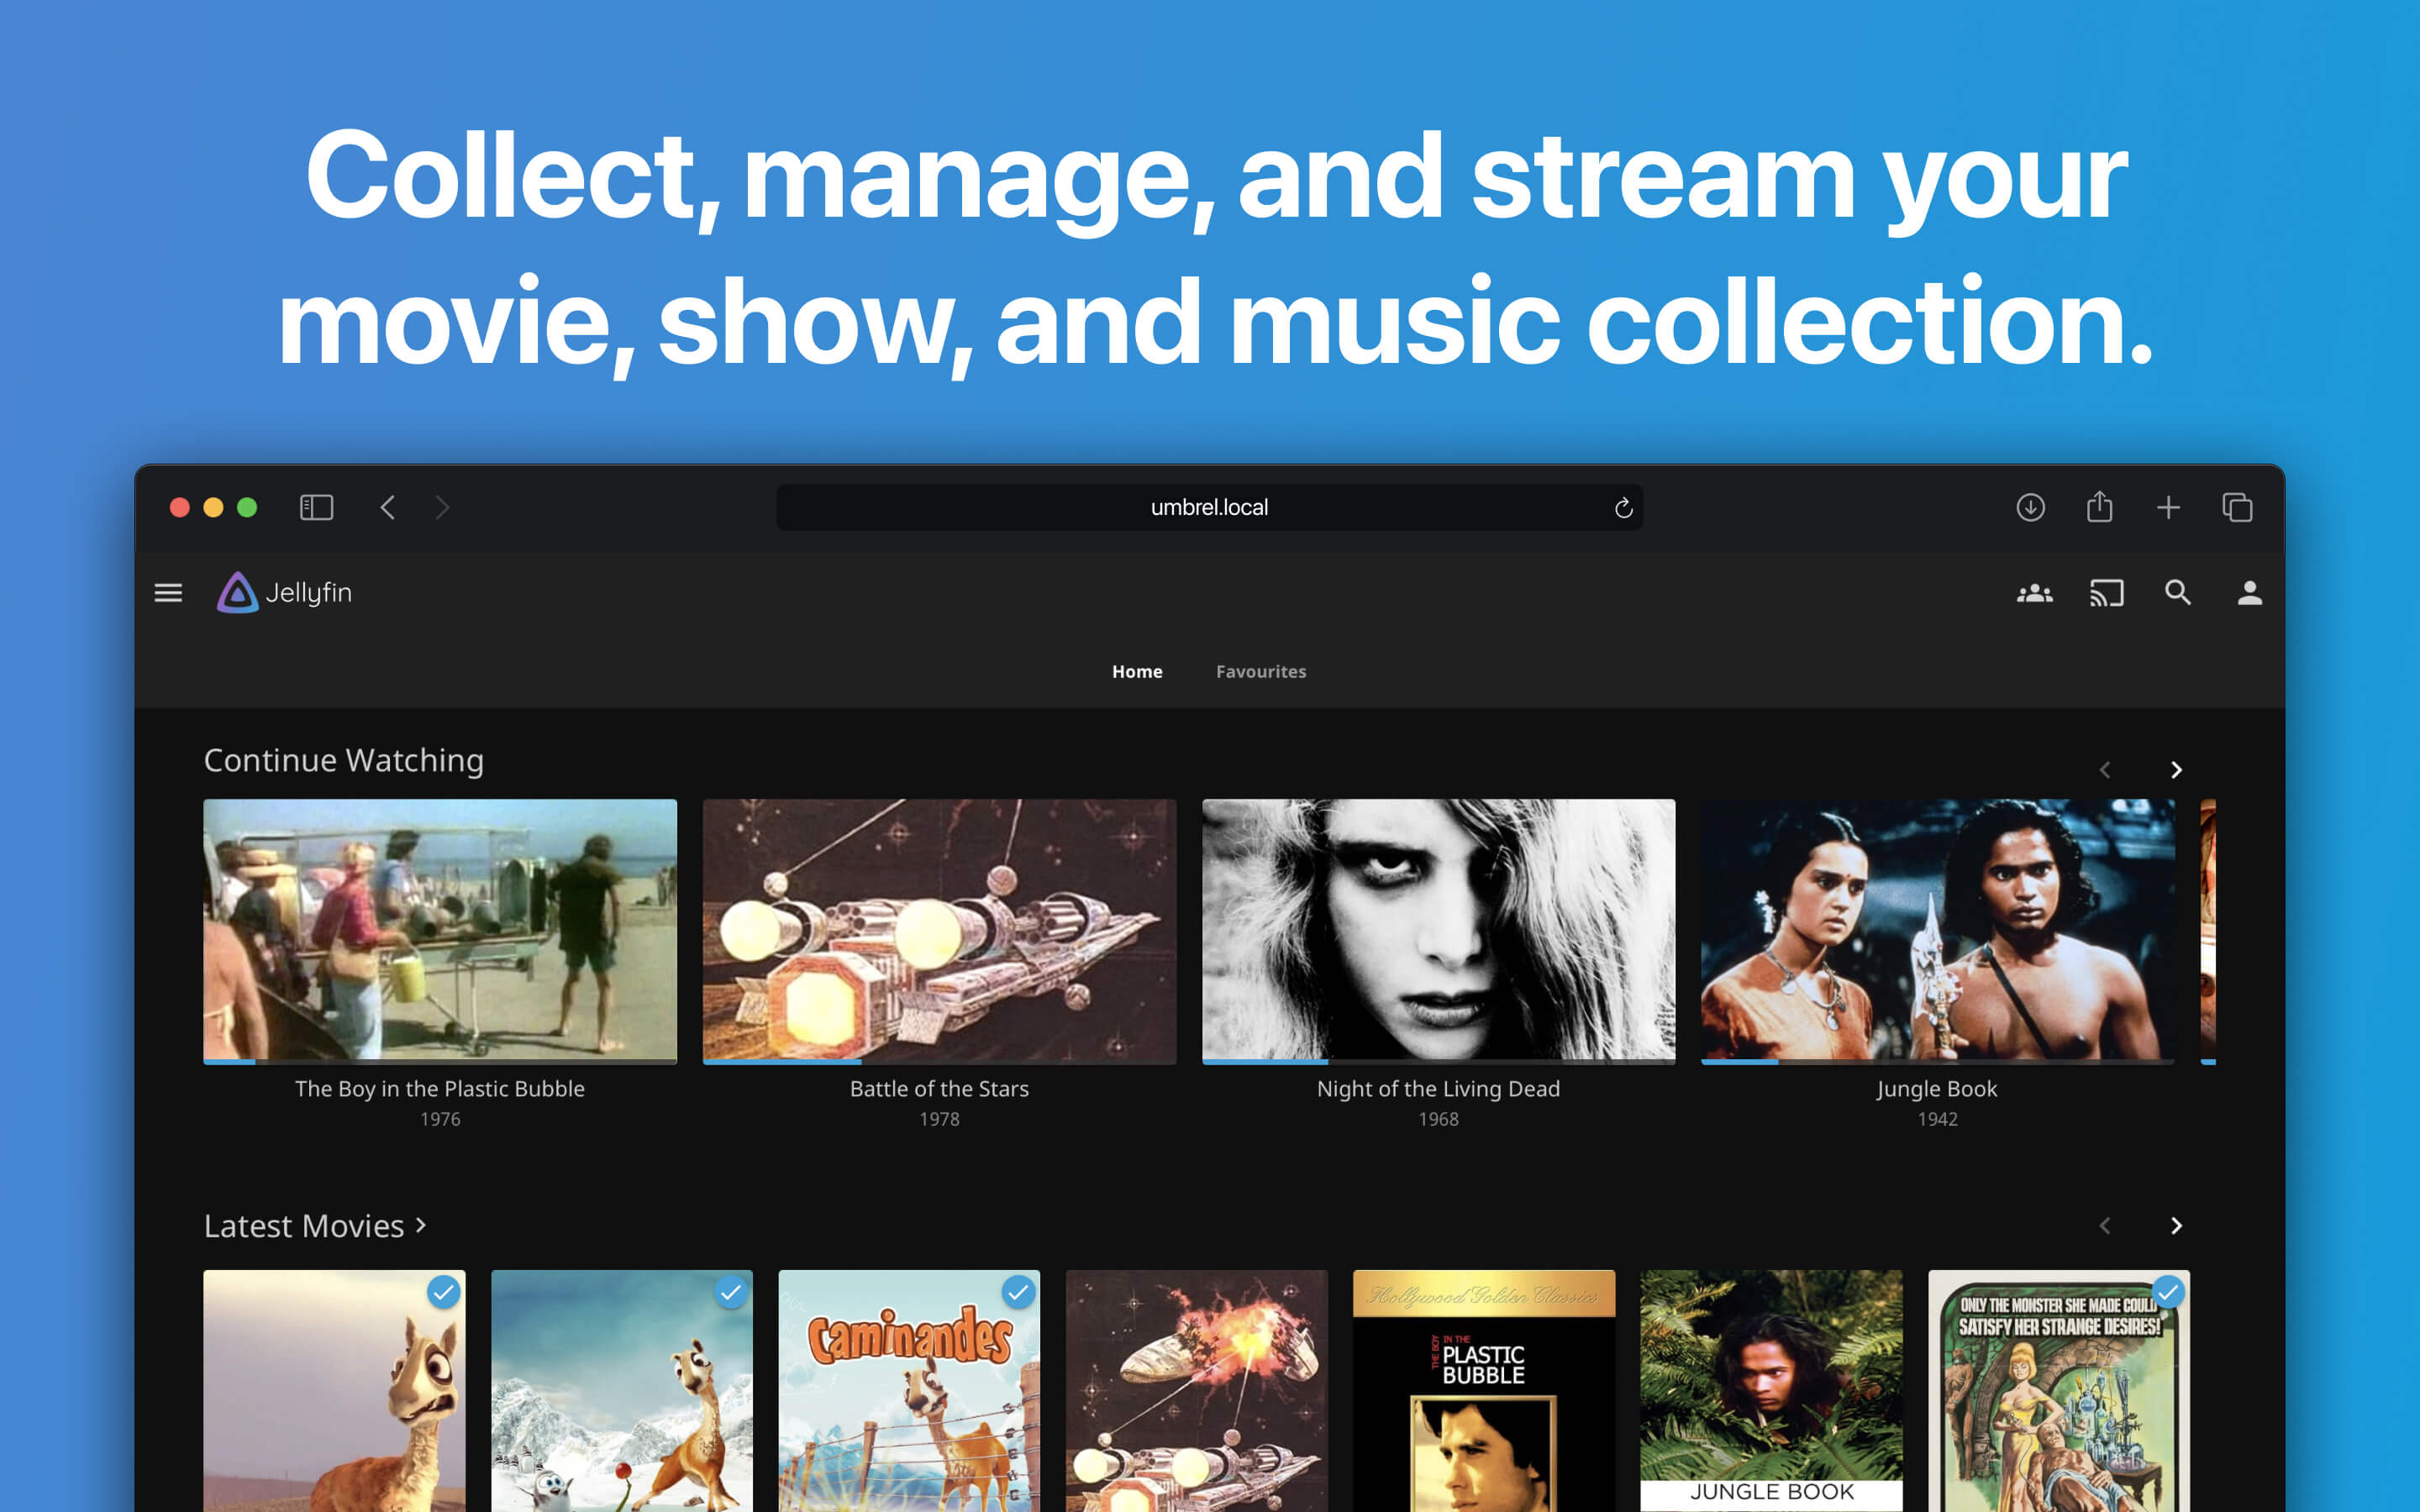 Collect, manage, and stream your
movie, show, and music collection.
umbrel.local
Jellyfin
Home
Favourites
Continue Watching
The Boy in the Plastic Bubble
1976
Battle of the Stars
1978
Night of the Living Dead
1968
Jungle Book
1942
Latest Movies
Caminandes
Hollywood Golden Classics
THE BOY
IN THE
PLASTIC
BUBBLE
JUNGLE BOOK
ONLY THE MONSTER SHE MADE COULD
SATISFY HER STRANGE DESIRES!